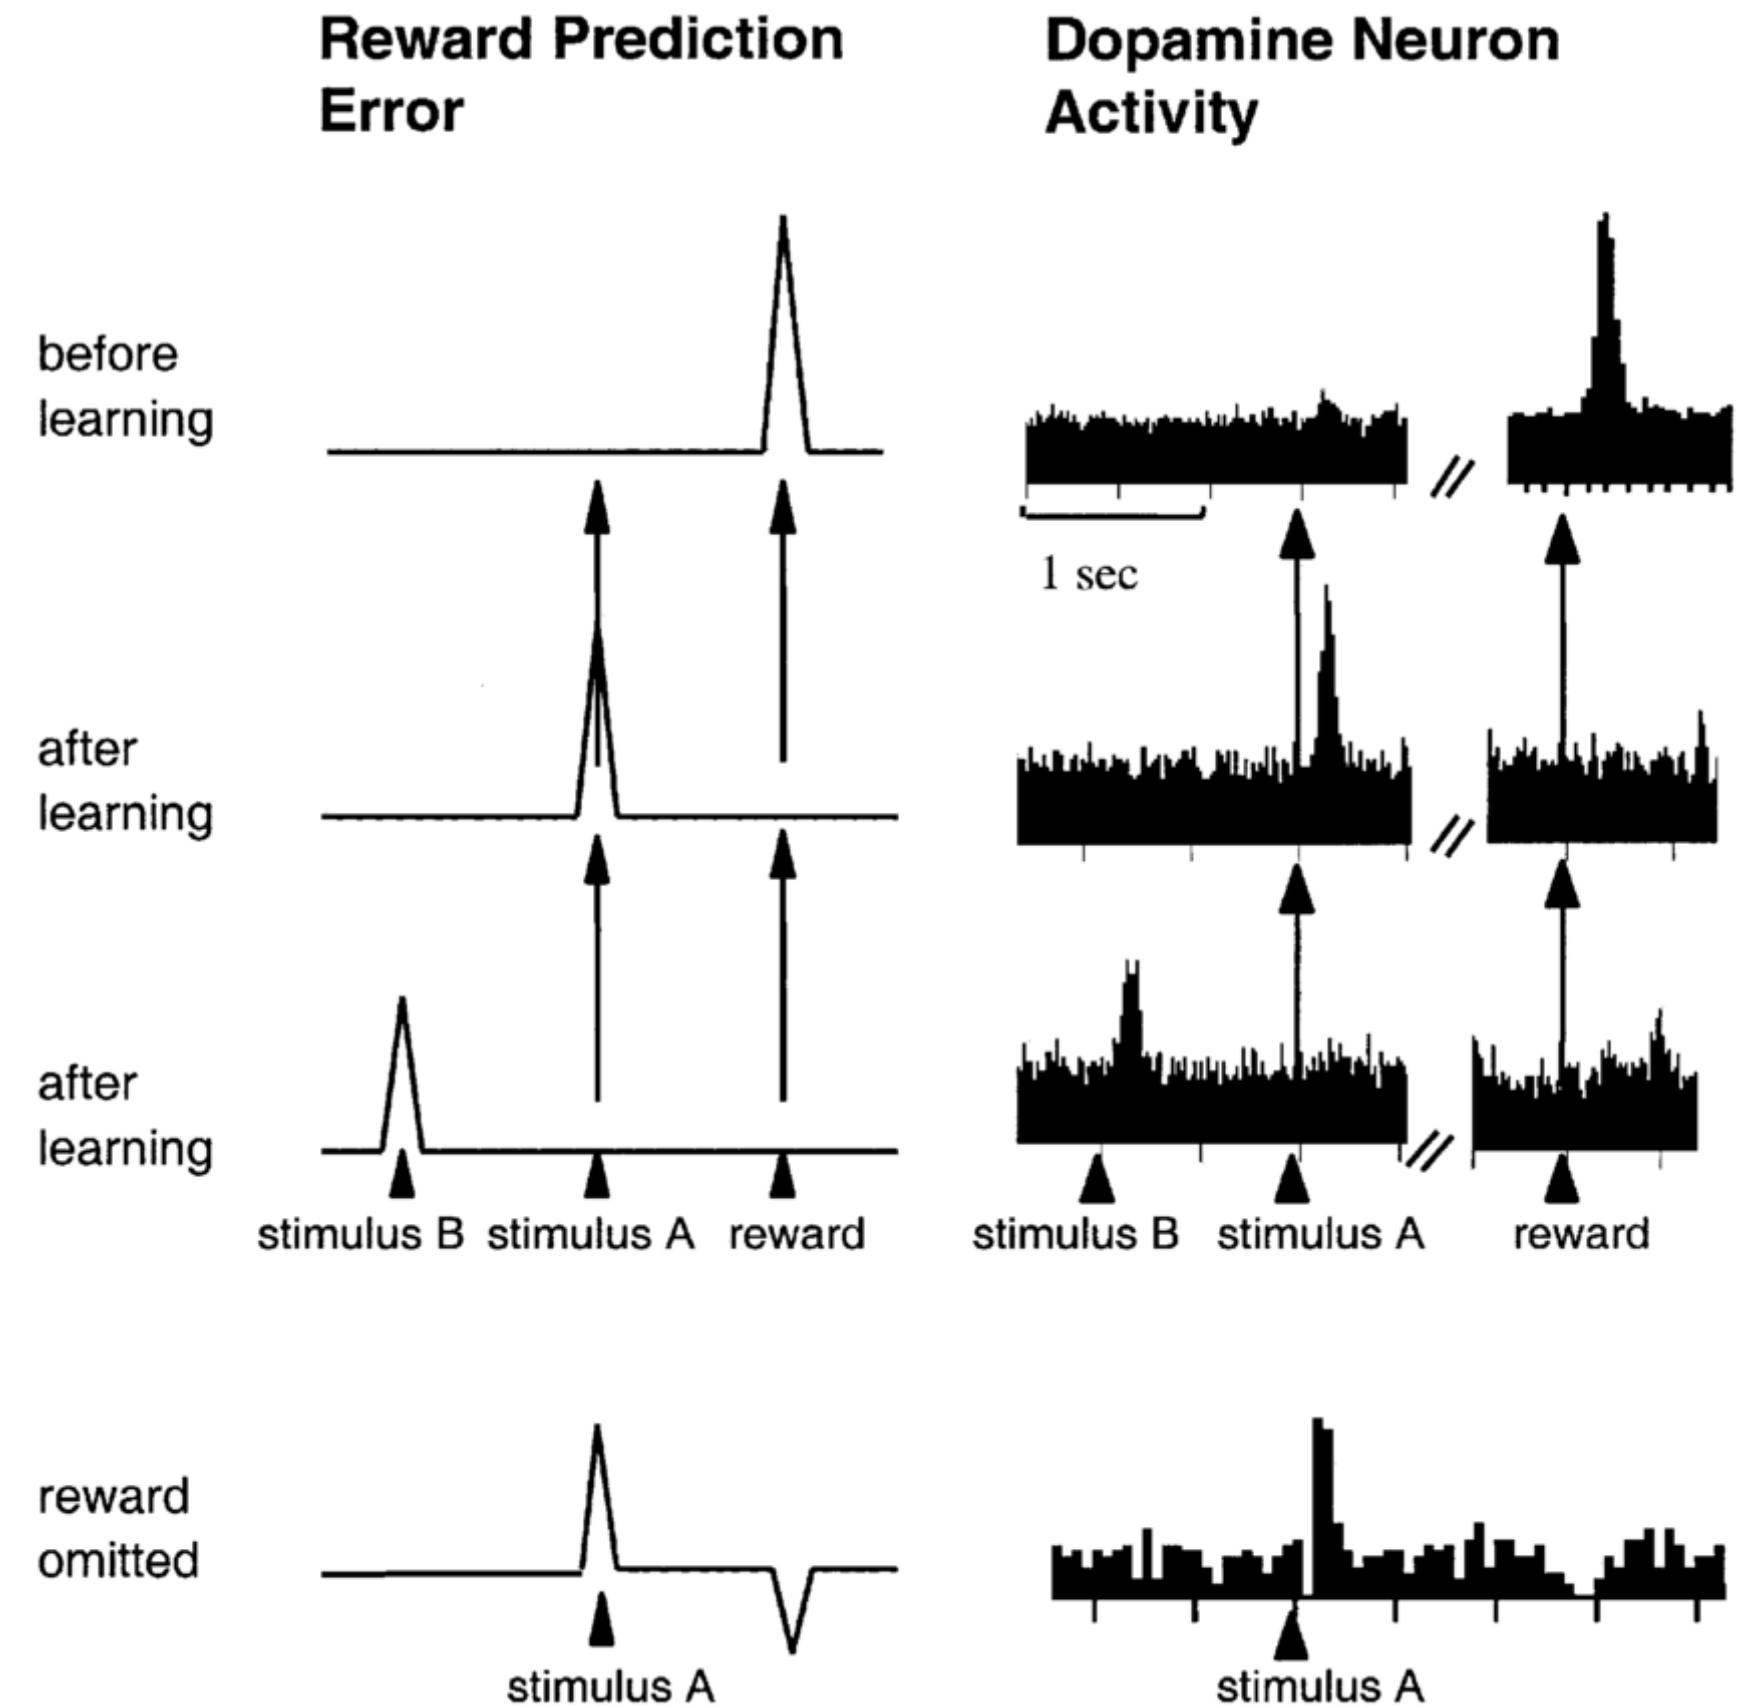 Reward Prediction
Error
Dopamine Neuron
Activity
before
learning
1 sec
after
learning
after
learning
stimulus B stimulus A reward
stimulus B stimulus A reward
reward
omitted
stimulus A
stimulus A